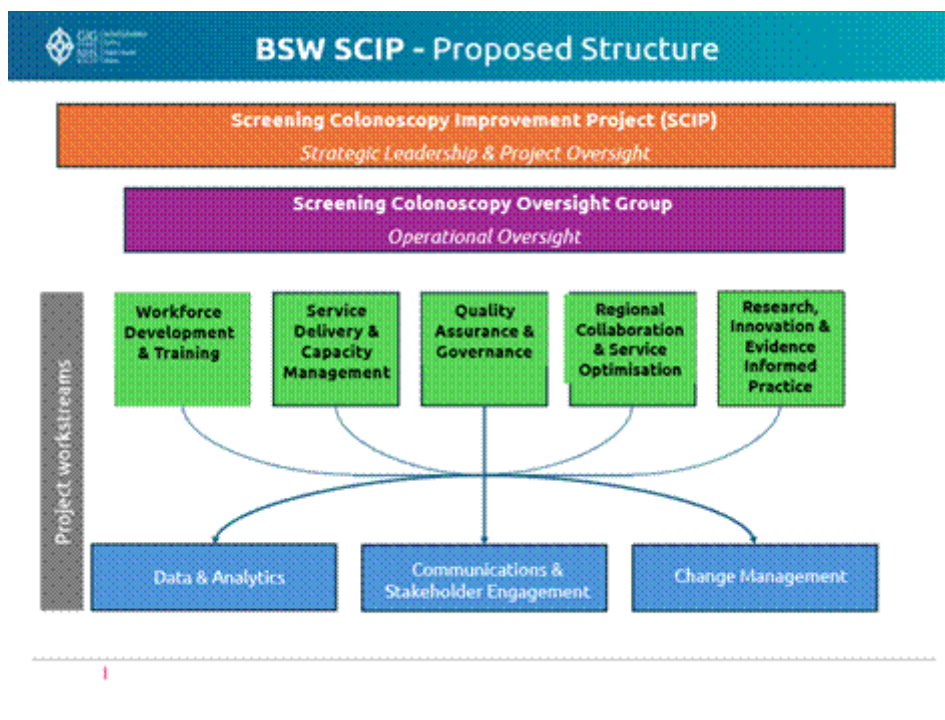 GIG
NHS
BSW SCIP - Proposed Structure
Screening Colonoscopy Improvement Project (SCIP)
Strategic Leadership & Project Oversight
Screening Colonoscopy Oversight Group
Operational Oversight
Project workstreams
Workforce
Development
& Training
Service
Delivery &
Capacity
Management
Quality
Assurance &
Governance
Regional
Collaboration
& Service
Optimisation
Research,
Innovation &
Evidence
Informed
Practice
Data & Analytics
Communications &
Stakeholder Engagement
Change Management